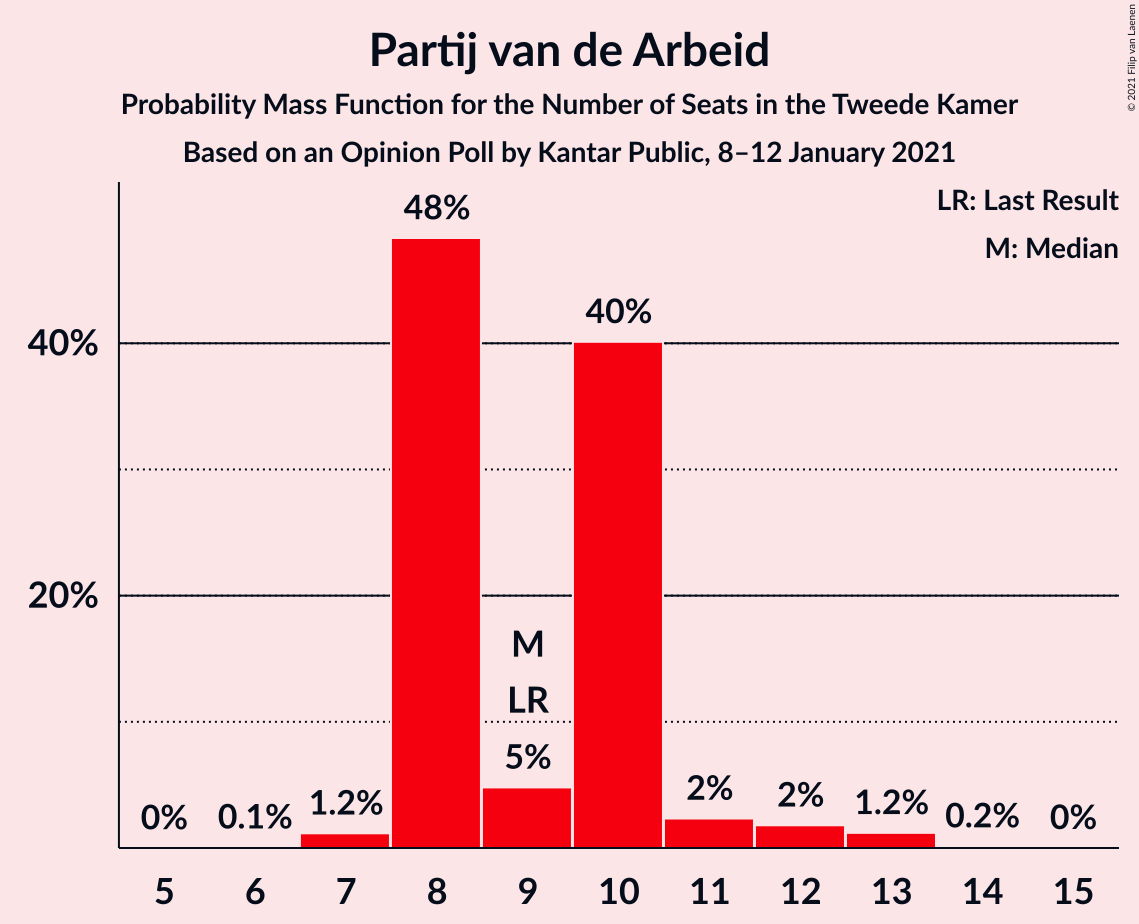 Partij van de Arbeid
Probability Mass Function for the Number of Seats in the Tweede Kamer
Based on an Opinion Poll by Kantar Public, 8–12 January 2021
© 2021 Filip van Laenen
LR: Last Result
M: Median
48%
40%
40%
20%
M
LR
5%
0%
0.1%
1.2%
2%
2%
1.2%
0.2%
0%
5 6 7 8 9 10 11 12 13 14 15